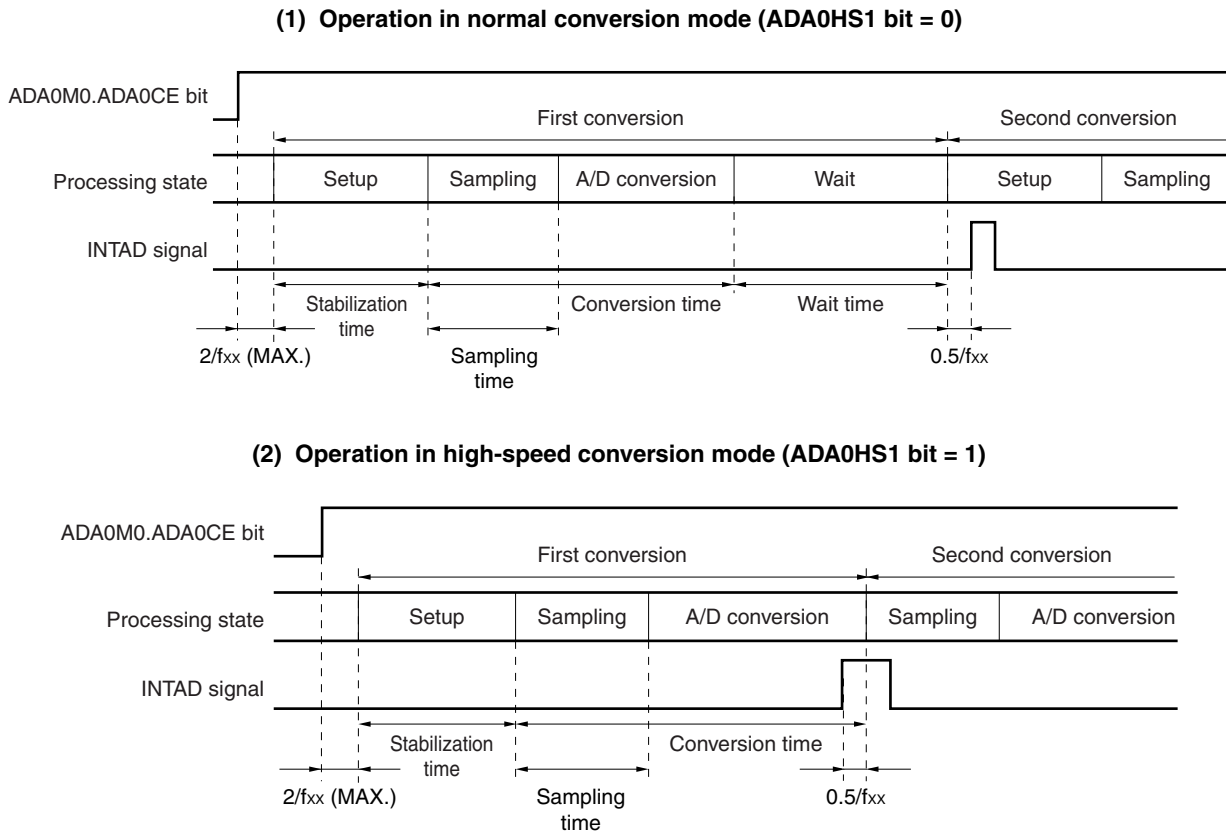 (1) Operation in normal conversion mode (ADA0HS1 bit = 0)
ADA0M0.ADA0CE bit
First conversion
Second conversion
Processing state
Setup
Sampling
A/D conversion
Wait
Setup
Sampling
INTAD signal
Stabilization
time
Conversion time
Wait time
2/fxx (MAX.)
Sampling
time
0.5/fxx
(2) Operation in high-speed conversion mode (ADA0HS1 bit = 1)
ADA0M0.ADA0CE bit
First conversion
Second conversion
Processing state
Setup
Sampling
A/D conversion
Sampling
A/D conversion
INTAD signal
Stabilization
time
Conversion time
2/fxx (MAX.)
Sampling
time
0.5/fxx